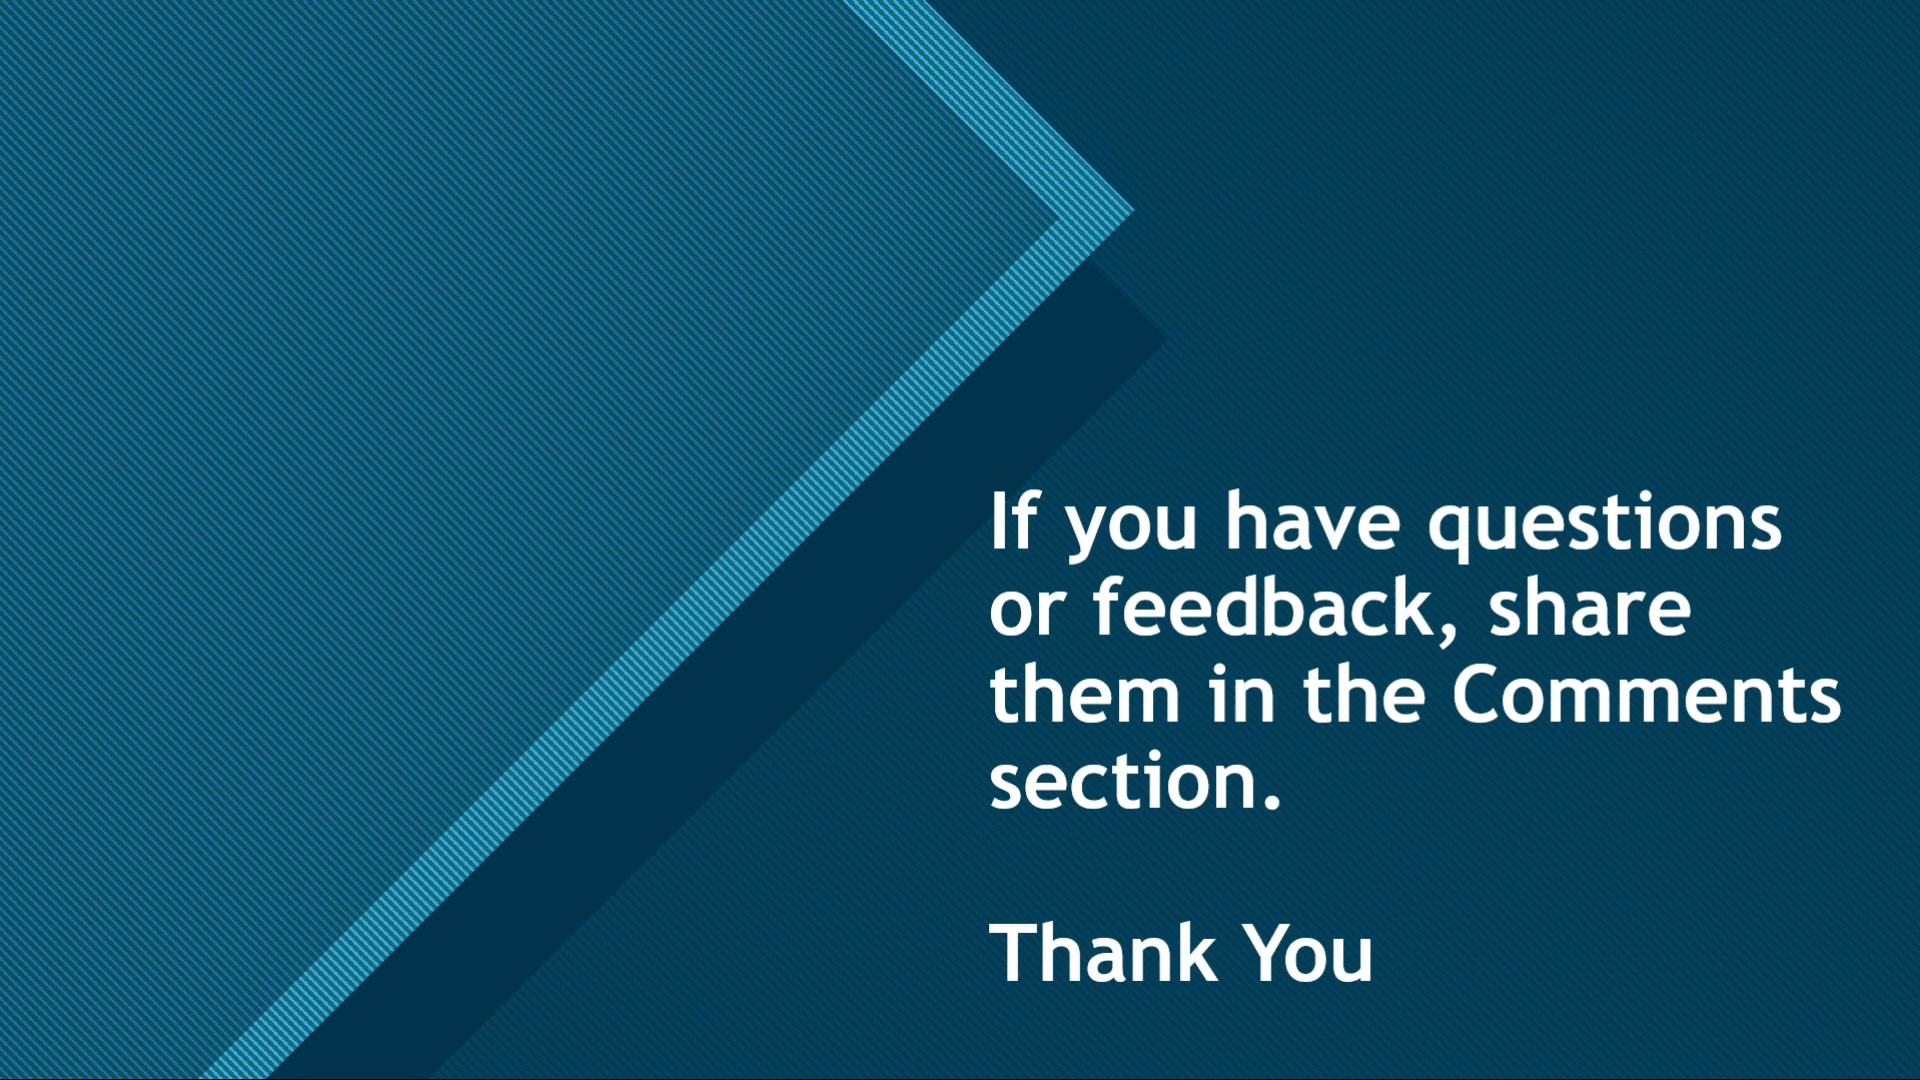 If you have questions
or feedback, share
them in the Comments
section.
Thank You